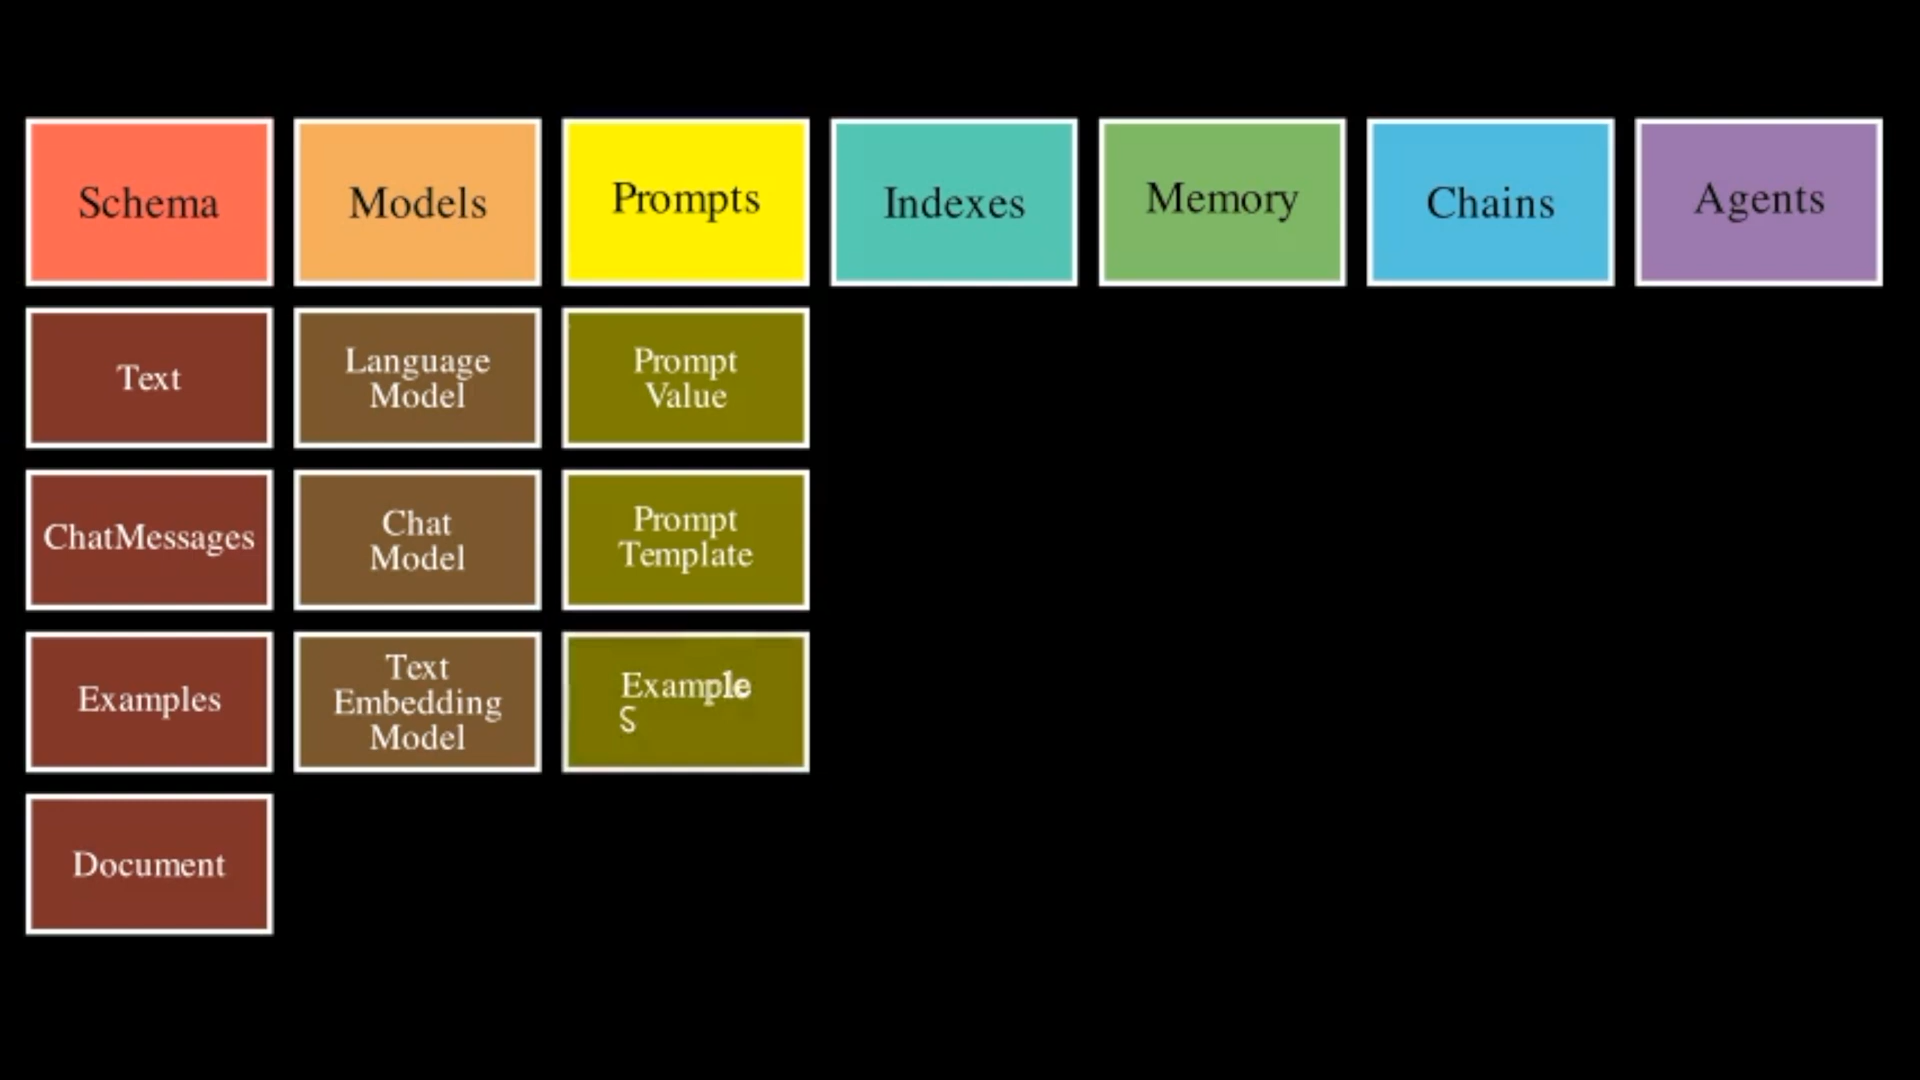 Schema
Models
Prompts
Indexes
Memory
Chains
Agents
Text
Language
Model
Prompt
Value
ChatMessages
Chat
Model
Prompt
Template
Examples
Text
Embedding
Model
Example
S
Document